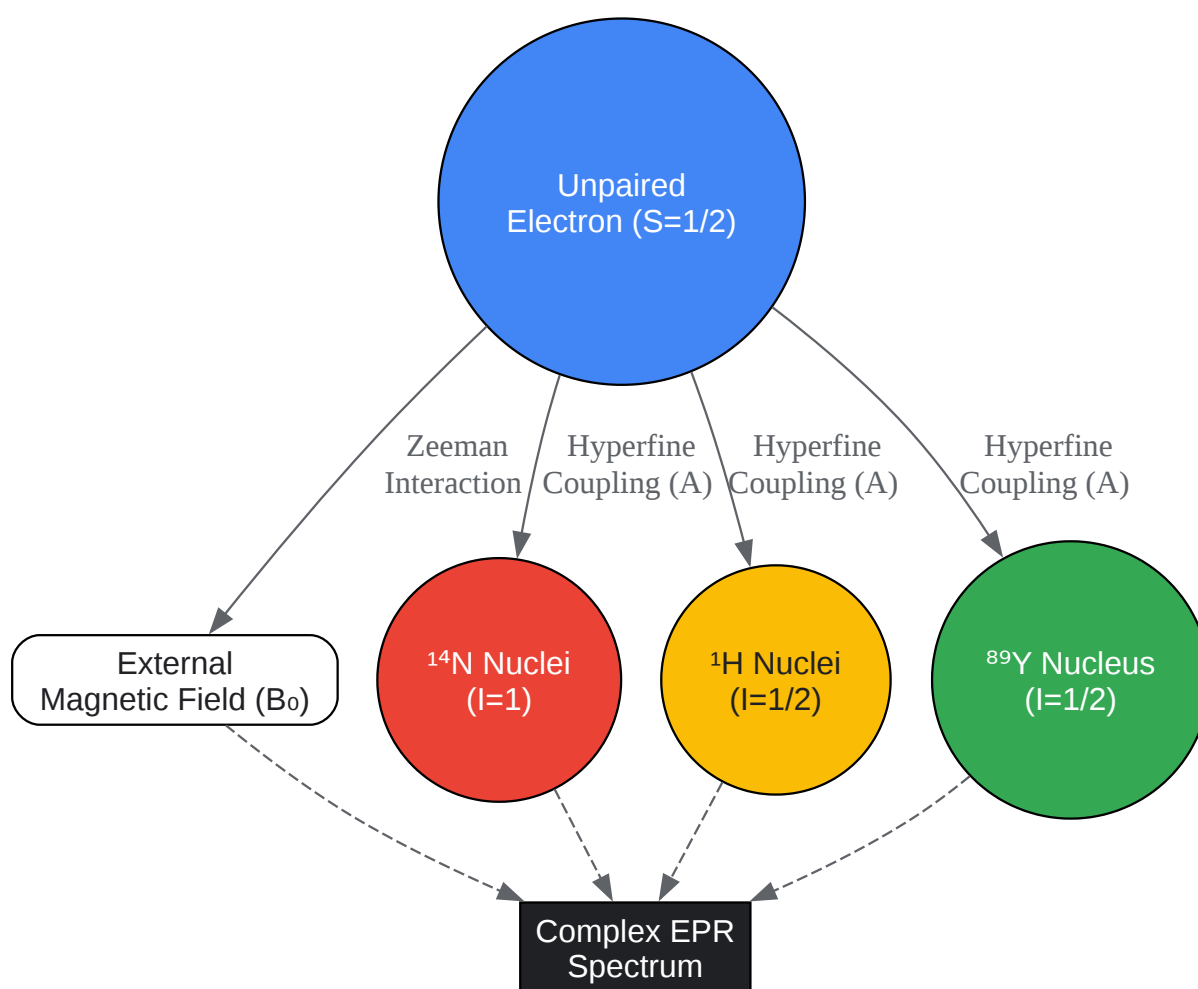 Unpaired
Electron (S=1/2)
Zeeman
Interaction
Hyperfine
Coupling (A)
Hyperfine
Coupling (A)
Hyperfine
Coupling (A)
External
Magnetic Field (B₀)
¹⁴N Nuclei
(I=1)
¹H Nuclei
(I=1/2)
⁸⁹Y Nucleus
(I=1/2)
Complex EPR
Spectrum